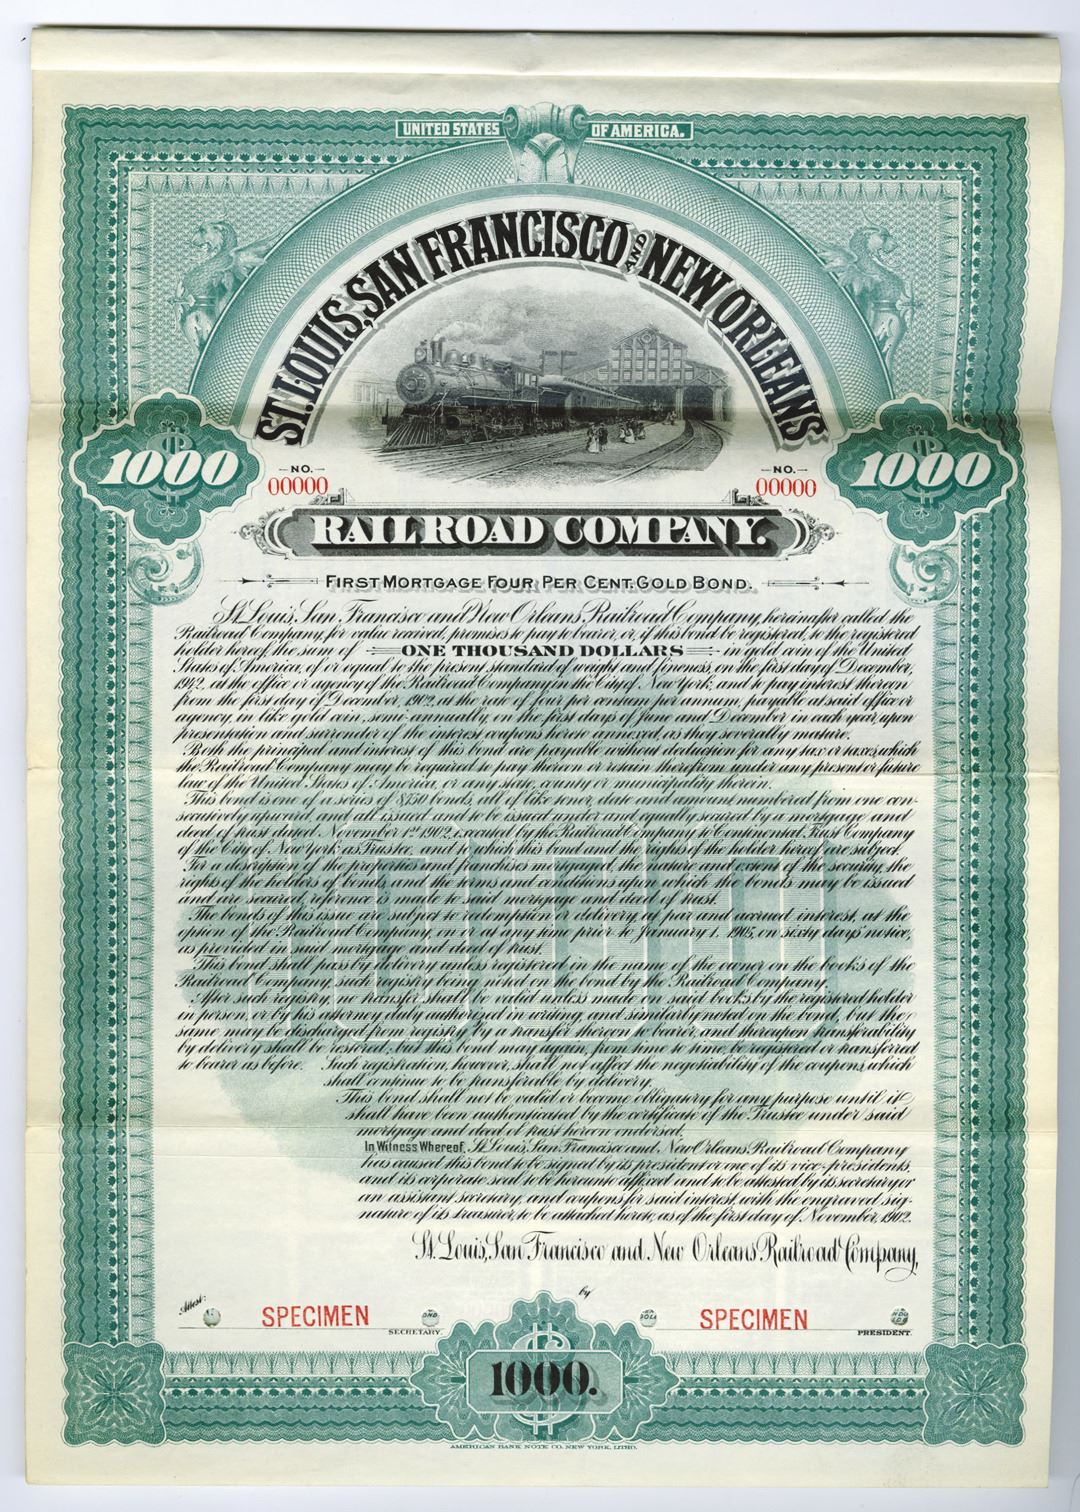 UNITED STATES OF AMERICA.
ST. LOUIS, SAN FRANCISCO AND NEW ORLEANS
1000 1000
NO. NO.
00000 00000
RAILROAD COMPANY.
FIRST MORTGAGE FOUR PER CENT. GOLD BOND.
St. Louis, San Francisco and New Orleans Railroad Company, hereinafter called the
Railroad Company, for value received, promises to pay to bearer, or, if this bond be registered, to the registered
holder hereof, the sum of ONE THOUSAND DOLLARS in gold coin of the United
States of America, of or equal to the present standard of weight and fineness, on the first day of December,
1942, at the office or agency of the Railroad Company in the City of New York, and to pay interest thereon
from the first day of December, 1902, at the rate of four per centum per annum, payable at said office or
agency, in like gold coin, semi-annually, on the first days of June and December in each year, upon
presentation and surrender of the interest coupons hereto annexed, as they severally mature.
Both the principal and interest of this bond are payable without deduction for any tax or taxes, which
the Railroad Company may be required to pay thereon or retain therefrom under any present or future
law of the United States of America, or any state, county or municipality therein.
This bond is one of a series of bonds, all of like tenor, date and amount numbered from one con-
secutively upward, and all issued and to be issued under and equally secured by a mortgage and
deed of trust dated November 1st 1902, executed by the Railroad Company to Continental Trust Company
of the City of New York, as Trustee, and to which this bond and the rights of the holder hereof are subject.
For a description of the properties and franchises mortgaged, the nature and extent of the security, the
rights of the holders of bonds, and the terms and conditions upon which the bonds may be issued
and are secured, reference is made to said mortgage and deed of trust.
The bonds of this issue are subject to redemption or delivery, at par and accrued interest, at the
option of the Railroad Company, on or at any time prior to January 1, 1905, on sixty days' notice,
as provided in said mortgage and deed of trust.
This bond shall pass by delivery unless registered in the name of the owner on the books of the
Railroad Company, such registry being noted on the bond by the Railroad Company.
After such registry, no transfer shall be valid unless made on said books by the registered holder
in person, or by his attorney duly authorized in writing, and similarly noted on the bond, but the
same may be discharged from registry by a transfer thereon to bearer, and thereupon transferability
by delivery shall be restored; but this bond may again, from time to time, be registered or transferred
to bearer as before. Such registration, however, shall not affect the negotiability of the coupons, which
shall continue to be transferable by delivery.
This bond shall not be valid or become obligatory for any purpose until it
shall have been authenticated by the certificate of the Trustee under said
mortgage and deed of trust hereon endorsed.
In Witness Whereof, St. Louis, San Francisco and New Orleans Railroad Company
has caused this bond to be signed by its president or one of its vice-presidents,
and its corporate seal to be hereunto affixed and to be attested by its secretary or
an assistant secretary, and coupons for said interest, with the engraved sig-
nature of its treasurer, to be attached hereto, as of the first day of November, 1902.
St. Louis, San Francisco and New Orleans Railroad Company,
by
Attest:
SPECIMEN SPECIMEN
SECRETARY. PRESIDENT.
1000.
AMERICAN BANK NOTE CO. NEW YORK, LITHO.